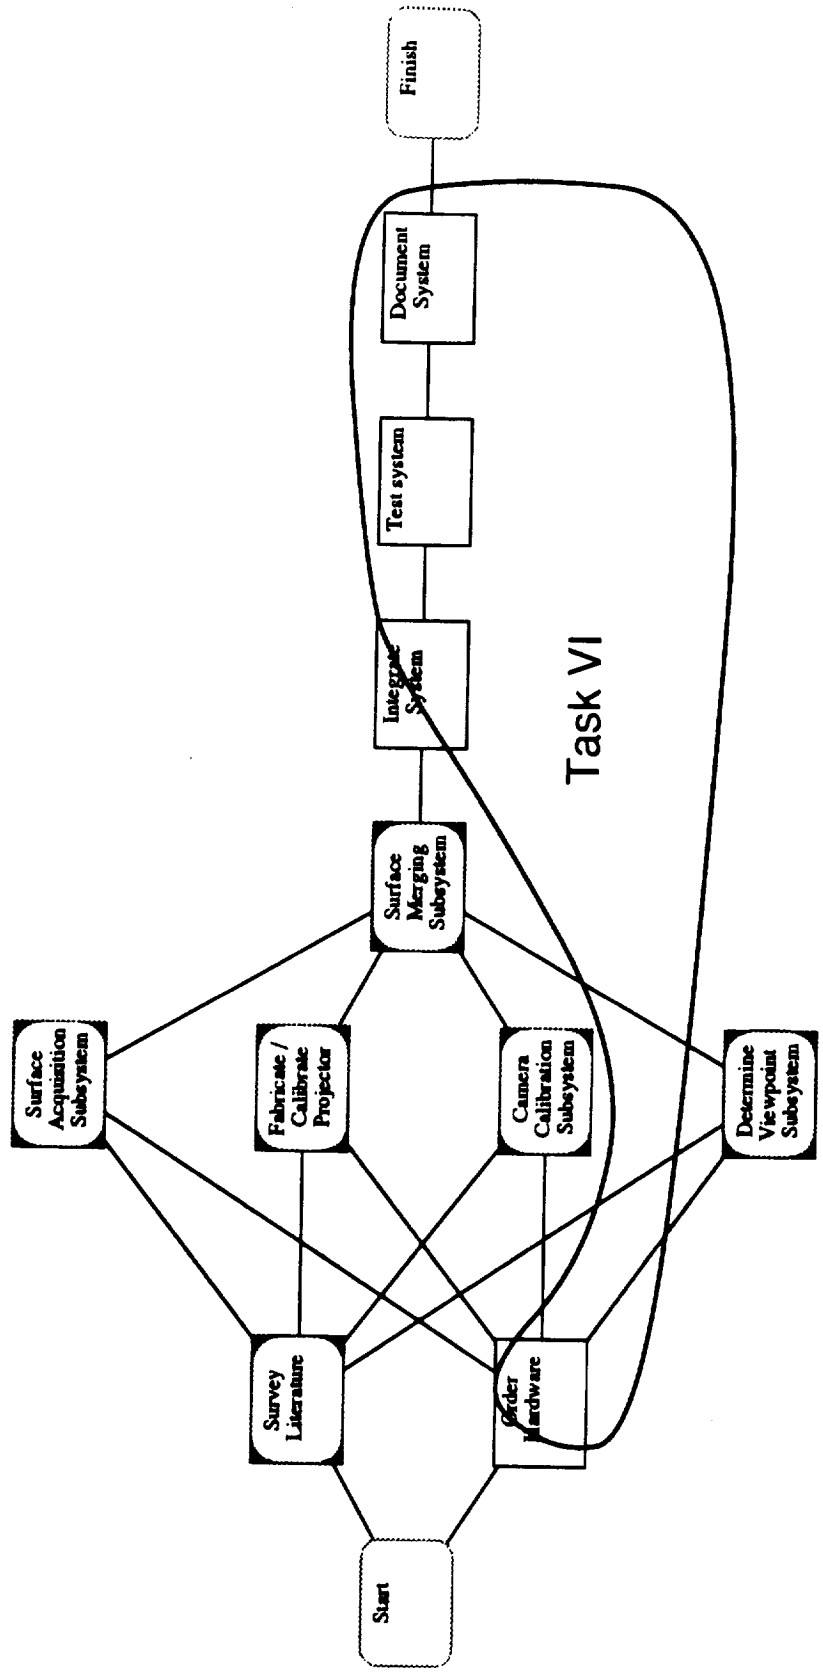 Start
Survey
Literature
Order
Hardware
Surface
Acquisition
Subsystem
Fabricate /
Calibrate
Projector
Camera
Calibration
Subsystem
Determine
Viewpoint
Subsystem
Surface
Merging
Subsystem
Integrate
System
Test system
Document
System
Finish
Task VI